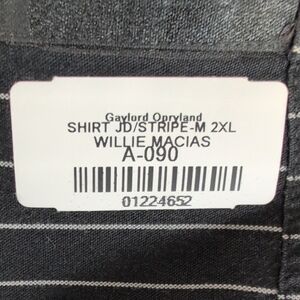 Gaylord Opryland
SHIRT JD/STRIPE-M 2XL
WILLIE MACIAS
A-090
01224652